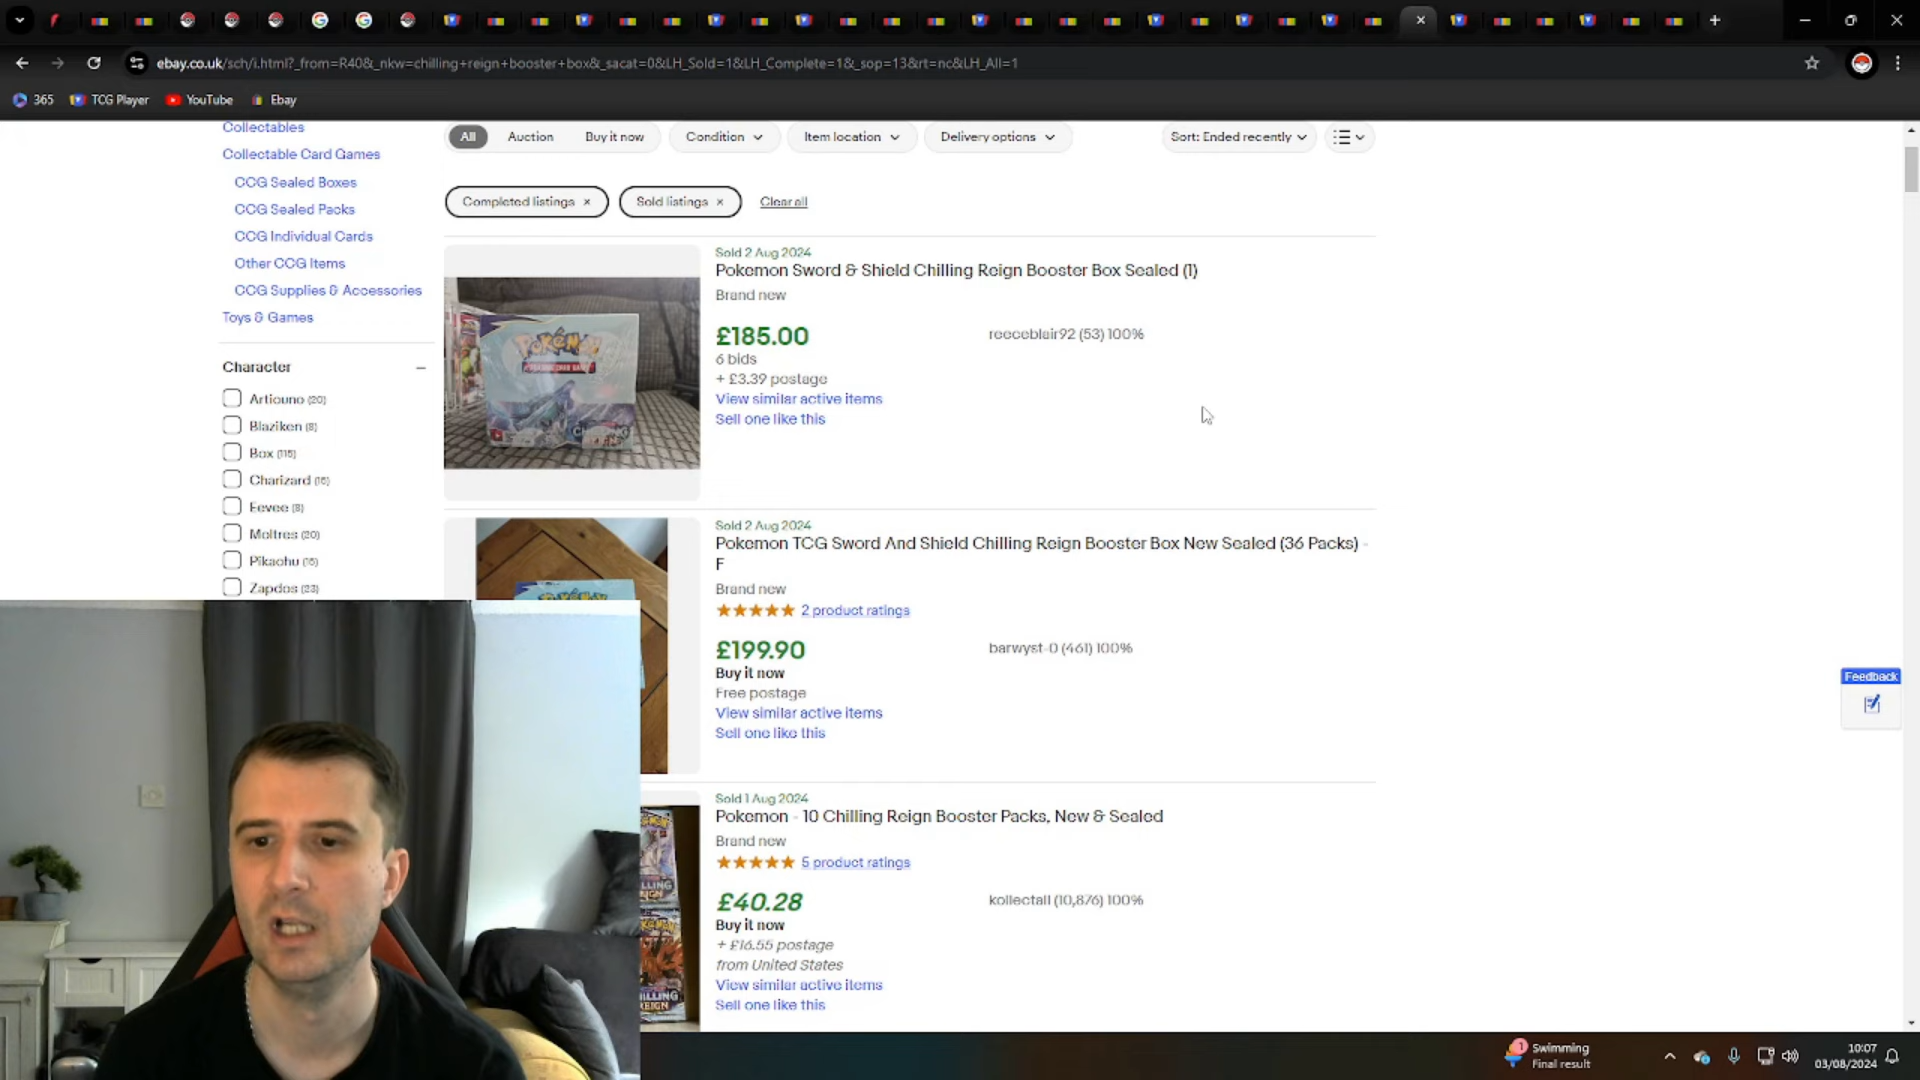 ebay.co.uk/sch/i.html?_from=R40&_nkw=chilling+reign+booster+box&_sacat=0&LH_Sold=1&LH_Complete=1&_sop=13&rt=nc&LH_All=1
365 TCG Player YouTube Ebay
Collectables
Collectable Card Games
CCG Sealed Boxes
CCG Sealed Packs
CCG Individual Cards
Other CCG Items
CCG Supplies & Accessories
Toys & Games
Character
Articuno (20)
Blaziken (8)
Box (115)
Charizard (16)
Eevee (8)
Moltres (20)
Pikachu (15)
Zapdos (23)
All Auction Buy it now Condition Item location Delivery options Sort: Ended recently
Completed listings × Sold listings × Clear all
Sold 2 Aug 2024
Pokemon Sword & Shield Chilling Reign Booster Box Sealed (1)
Brand new
£185.00 reeceblair92 (53) 100%
6 bids
+ £3.39 postage
View similar active items
Sell one like this
POKéMON
CHILLING
Sold 2 Aug 2024
Pokemon TCG Sword And Shield Chilling Reign Booster Box New Sealed (36 Packs) -
F
Brand new
2 product ratings
£199.90 barwyst-0 (461) 100%
Buy it now
Free postage
View similar active items
Sell one like this
Sold 1 Aug 2024
Pokemon - 10 Chilling Reign Booster Packs, New & Sealed
Brand new
5 product ratings
£40.28 kollectall (10,876) 100%
Buy it now
+ £16.55 postage
from United States
View similar active items
Sell one like this
Feedback
1
Swimming
Final result
10:07
03/08/2024